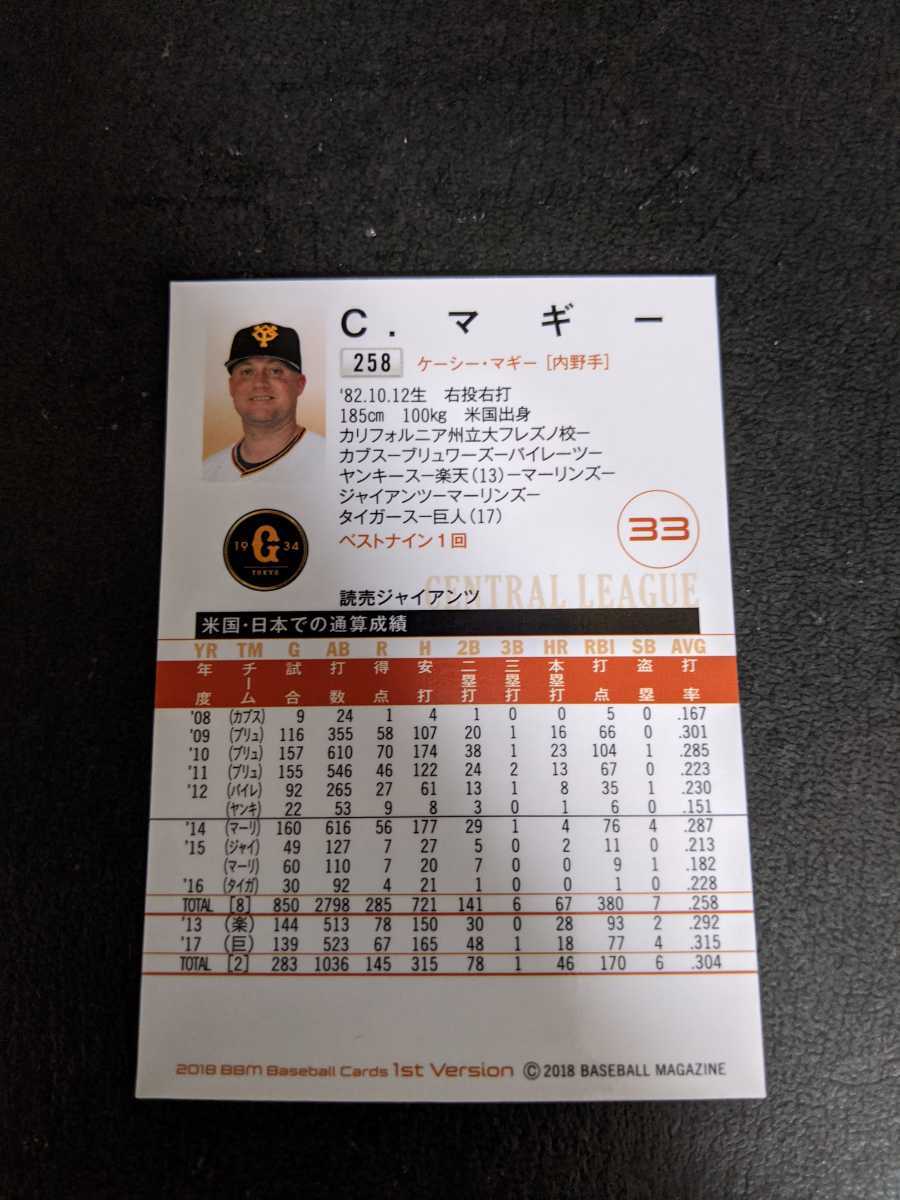 C. マギー
258 ケーシー・マギー [内野手]
'82.10.12生 右投右打
185cm 100kg 米国出身
カリフォルニア州立大フレズノ校ー
カブスーブリュワーズーパイレーツー
ヤンキースー楽天(13)ーマーリンズー
ジャイアンツーマーリンズー
タイガースー巨人(17)
ベストナイン1回
33
19 G 34
TOKYO
CENTRAL LEAGUE
読売ジャイアンツ
米国・日本での通算成績
YR TM G AB R H 2B 3B HR RBI SB AVG
年度 チーム 試合 打数 得点 安打 二塁打 三塁打 本塁打 打点 盗塁 打率
'08 (カブス) 9 24 1 4 1 0 0 5 0 .167
'09 (ブリュ) 116 355 58 107 20 1 16 66 0 .301
'10 (ブリュ) 157 610 70 174 38 1 23 104 1 .285
'11 (ブリュ) 155 546 46 122 24 2 13 67 0 .223
'12 (パイレ) 92 265 27 61 13 1 8 35 1 .230
(ヤンキ) 22 53 9 8 3 0 1 6 0 .151
'14 (マーリ) 160 616 56 177 29 1 4 76 4 .287
'15 (ジャイ) 49 127 7 27 5 0 2 11 0 .213
(マーリ) 60 110 7 20 7 0 0 9 1 .182
'16 (タイガ) 30 92 4 21 1 0 0 1 0 .228
TOTAL [8] 850 2798 285 721 141 6 67 380 7 .258
'13 (楽) 144 513 78 150 30 0 28 93 2 .292
'17 (巨) 139 523 67 165 48 1 18 77 4 .315
TOTAL [2] 283 1036 145 315 78 1 46 170 6 .304
2018 BBM Baseball Cards 1st Version © 2018 BASEBALL MAGAZINE